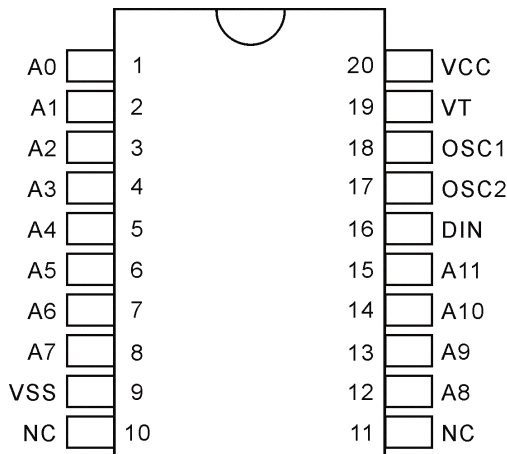 A0 1 20 VCC
A1 2 19 VT
A2 3 18 OSC1
A3 4 17 OSC2
A4 5 16 DIN
A5 6 15 A11
A6 7 14 A10
A7 8 13 A9
VSS 9 12 A8
NC 10 11 NC